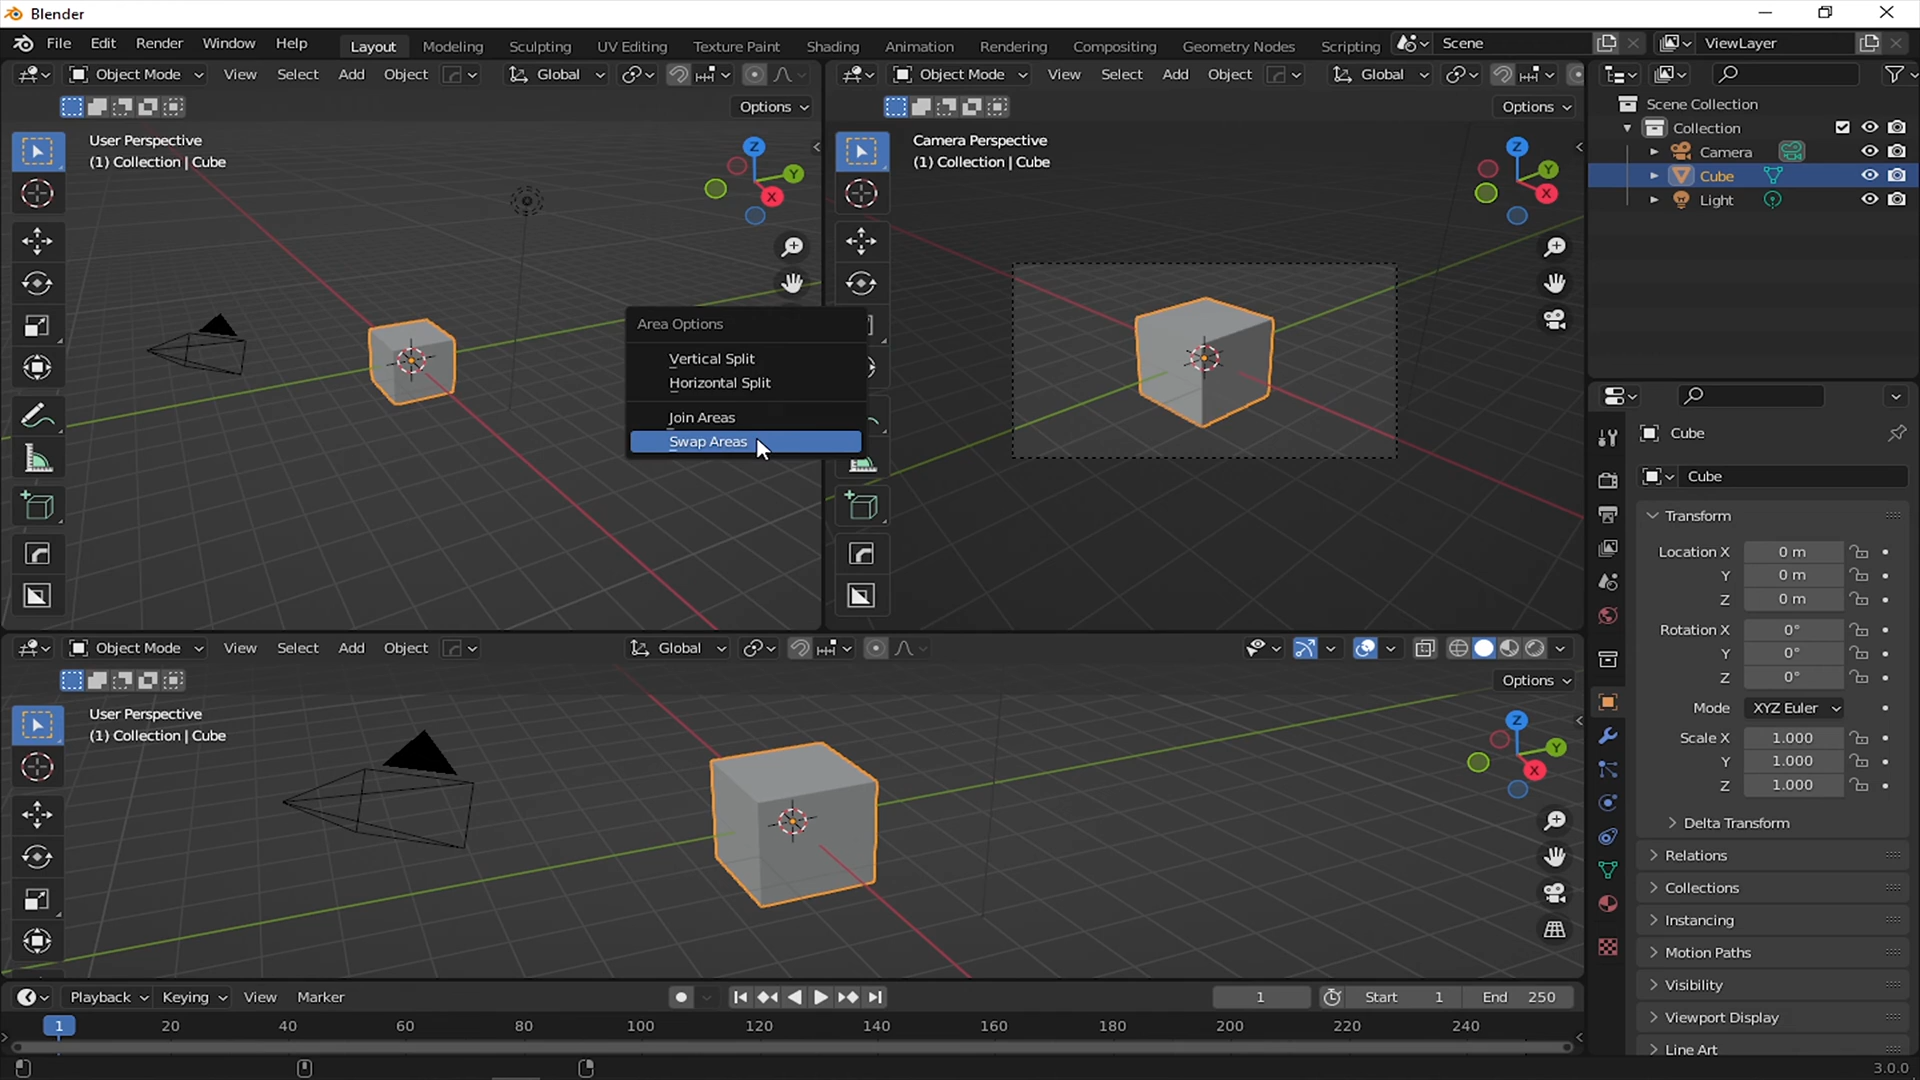 Blender
File Edit Render Window Help Layout Modeling Sculpting UV Editing Texture Paint Shading Animation Rendering Compositing Geometry Nodes Scripting Scene ViewLayer
Object Mode View Select Add Object Global
Options
User Perspective
(1) Collection | Cube
Z
Y
X
Object Mode View Select Add Object Global
Options
Camera Perspective
(1) Collection | Cube
Z
Y
X
Area Options
Vertical Split
Horizontal Split
Join Areas
Swap Areas
Object Mode View Select Add Object Global
Options
User Perspective
(1) Collection | Cube
Z
Y
X
Playback Keying View Marker 1 Start 1 End 250
1 20 40 60 80 100 120 140 160 180 200 220 240
Scene Collection
Collection
Camera
Cube
Light
Cube
Cube
Transform
Location X 0 m
Y 0 m
Z 0 m
Rotation X 0°
Y 0°
Z 0°
Mode XYZ Euler
Scale X 1.000
Y 1.000
Z 1.000
Delta Transform
Relations
Collections
Instancing
Motion Paths
Visibility
Viewport Display
Line Art
3.0.0